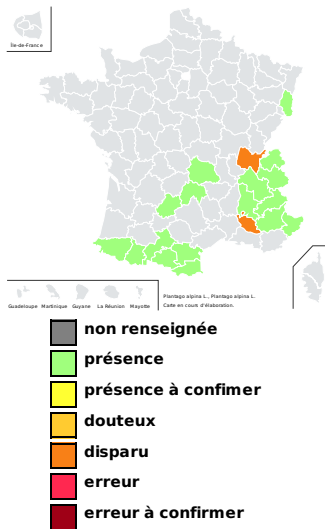 Île-de-France
Guadeloupe Martinique Guyane La Réunion Mayotte
Plantago alpina L., Plantago alpina L.
Carte en cours d'élaboration.
non renseignée
présence
présence à confimer
douteux
disparu
erreur
erreur à confirmer